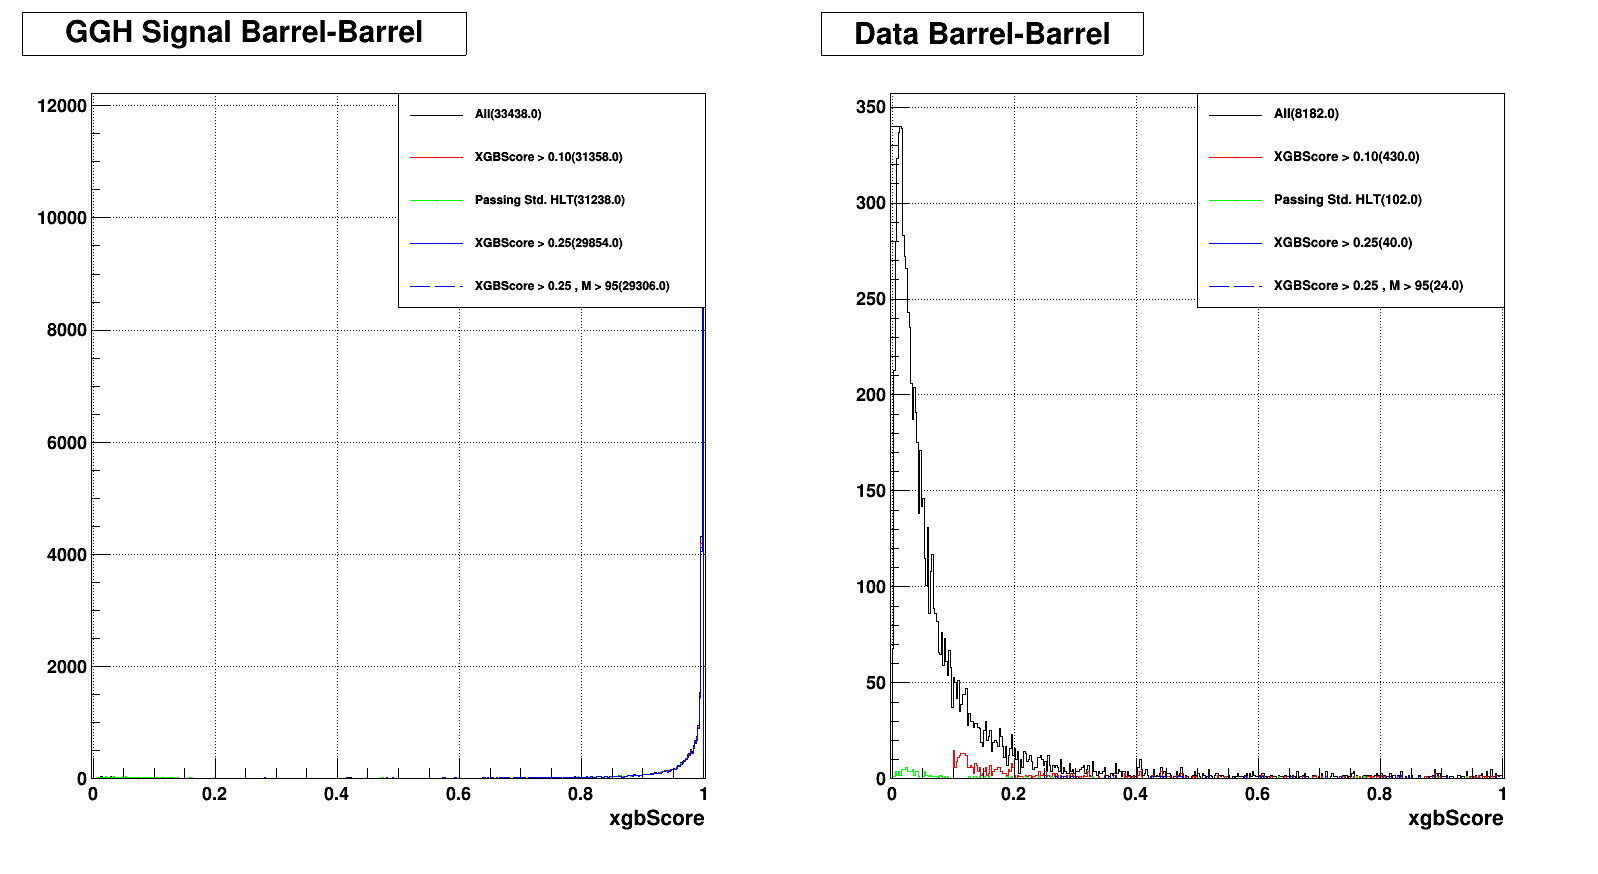 GGH Signal Barrel-Barrel
12000
10000
8000
6000
4000
2000
0
All(33438.0)
XGBScore > 0.10(31358.0)
Passing Std. HLT(31238.0)
XGBScore > 0.25(29854.0)
XGBScore > 0.25 , M > 95(29306.0)
0 0.2 0.4 0.6 0.8 1
xgbScore
Data Barrel-Barrel
350
300
250
200
150
100
50
0
All(8182.0)
XGBScore > 0.10(430.0)
Passing Std. HLT(102.0)
XGBScore > 0.25(40.0)
XGBScore > 0.25 , M > 95(24.0)
0 0.2 0.4 0.6 0.8 1
xgbScore